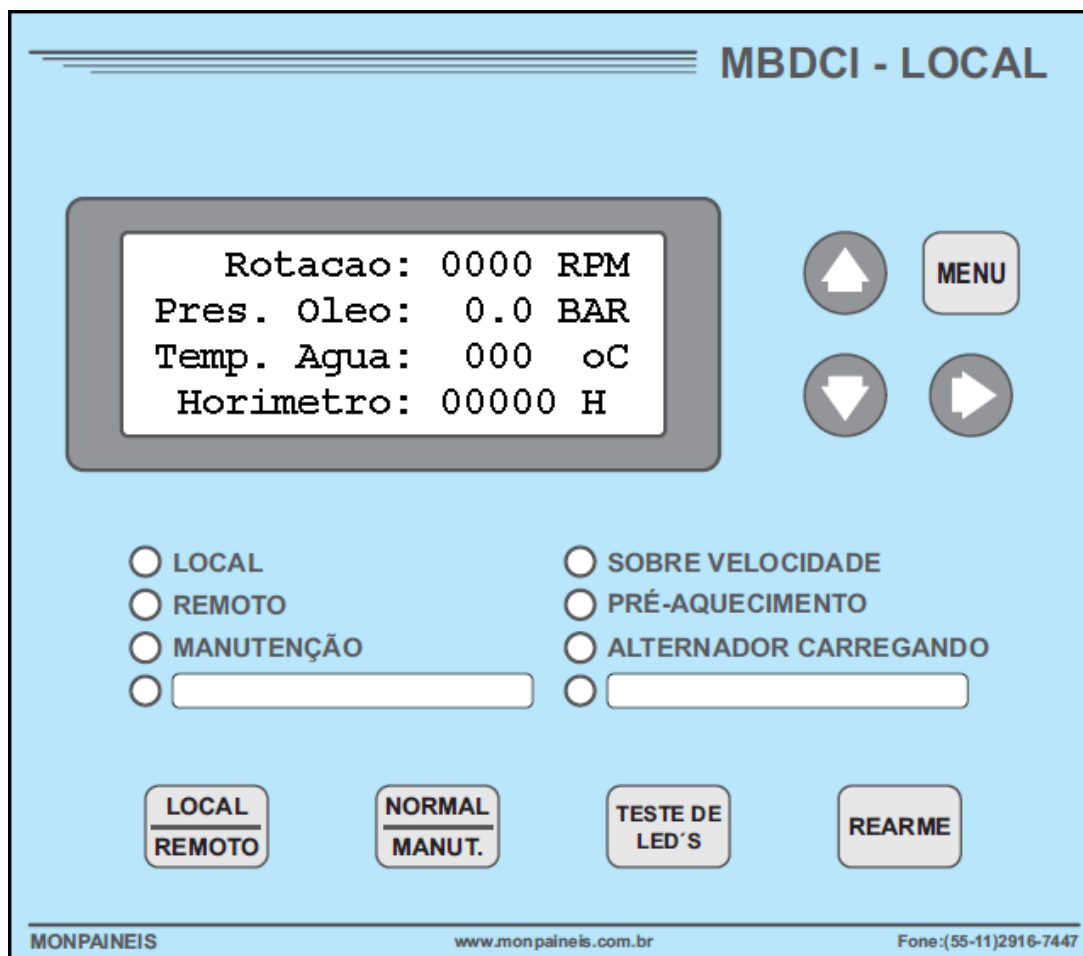 MBDCI - LOCAL
Rotacao: 0000 RPM
Pres. Oleo: 0.0 BAR
Temp. Agua: 000 oC
Horimetro: 00000 H
MENU
LOCAL
REMOTO
MANUTENÇÃO
SOBRE VELOCIDADE
PRÉ-AQUECIMENTO
ALTERNADOR CARREGANDO
LOCAL
REMOTO
NORMAL
MANUT.
TESTE DE
LED´S
REARME
MONPAINEIS
www.monpaineis.com.br
Fone:(55-11)2916-7447